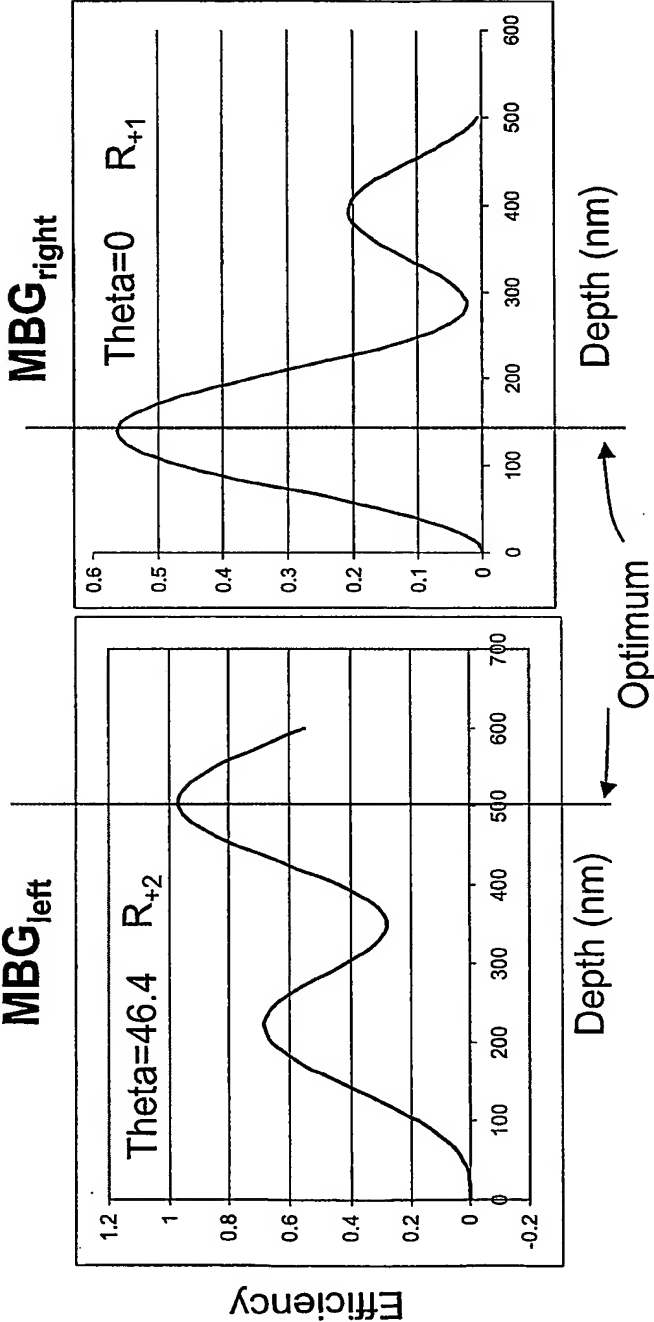 MBGleft
Efficiency
1.2
1
0.8
0.6
0.4
0.2
0
-0.2
Theta=46.4 R+2
0 100 200 300 400 500 600 700
Depth (nm)
MBGright
0.6
0.5
0.4
0.3
0.2
0.1
0
Theta=0 R+1
0 100 200 300 400 500 600
Depth (nm)
Optimum